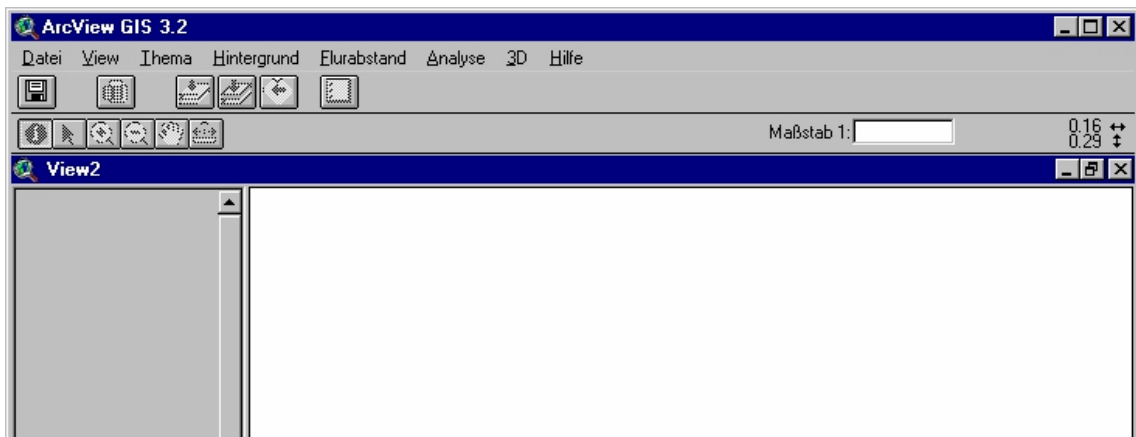 ArcView GIS 3.2
Datei View Thema Hintergrund Flurabstand Analyse 3D Hilfe
Maßstab 1:
0.16
0.29
View2